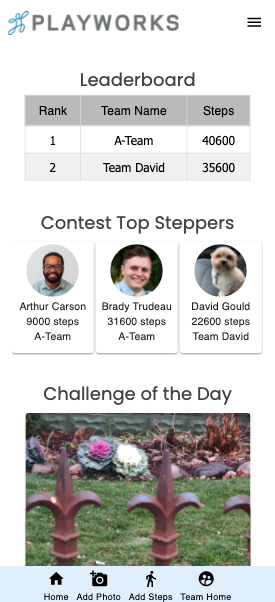 PLAYWORKS
Leaderboard
Rank Team Name Steps
1 A-Team 40600
2 Team David 35600
Contest Top Steppers
Arthur Carson Brady Trudeau David Gould
9000 steps 31600 steps 22600 steps
A-Team A-Team Team David
Challenge of the Day
Home Add Photo Add Steps Team Home